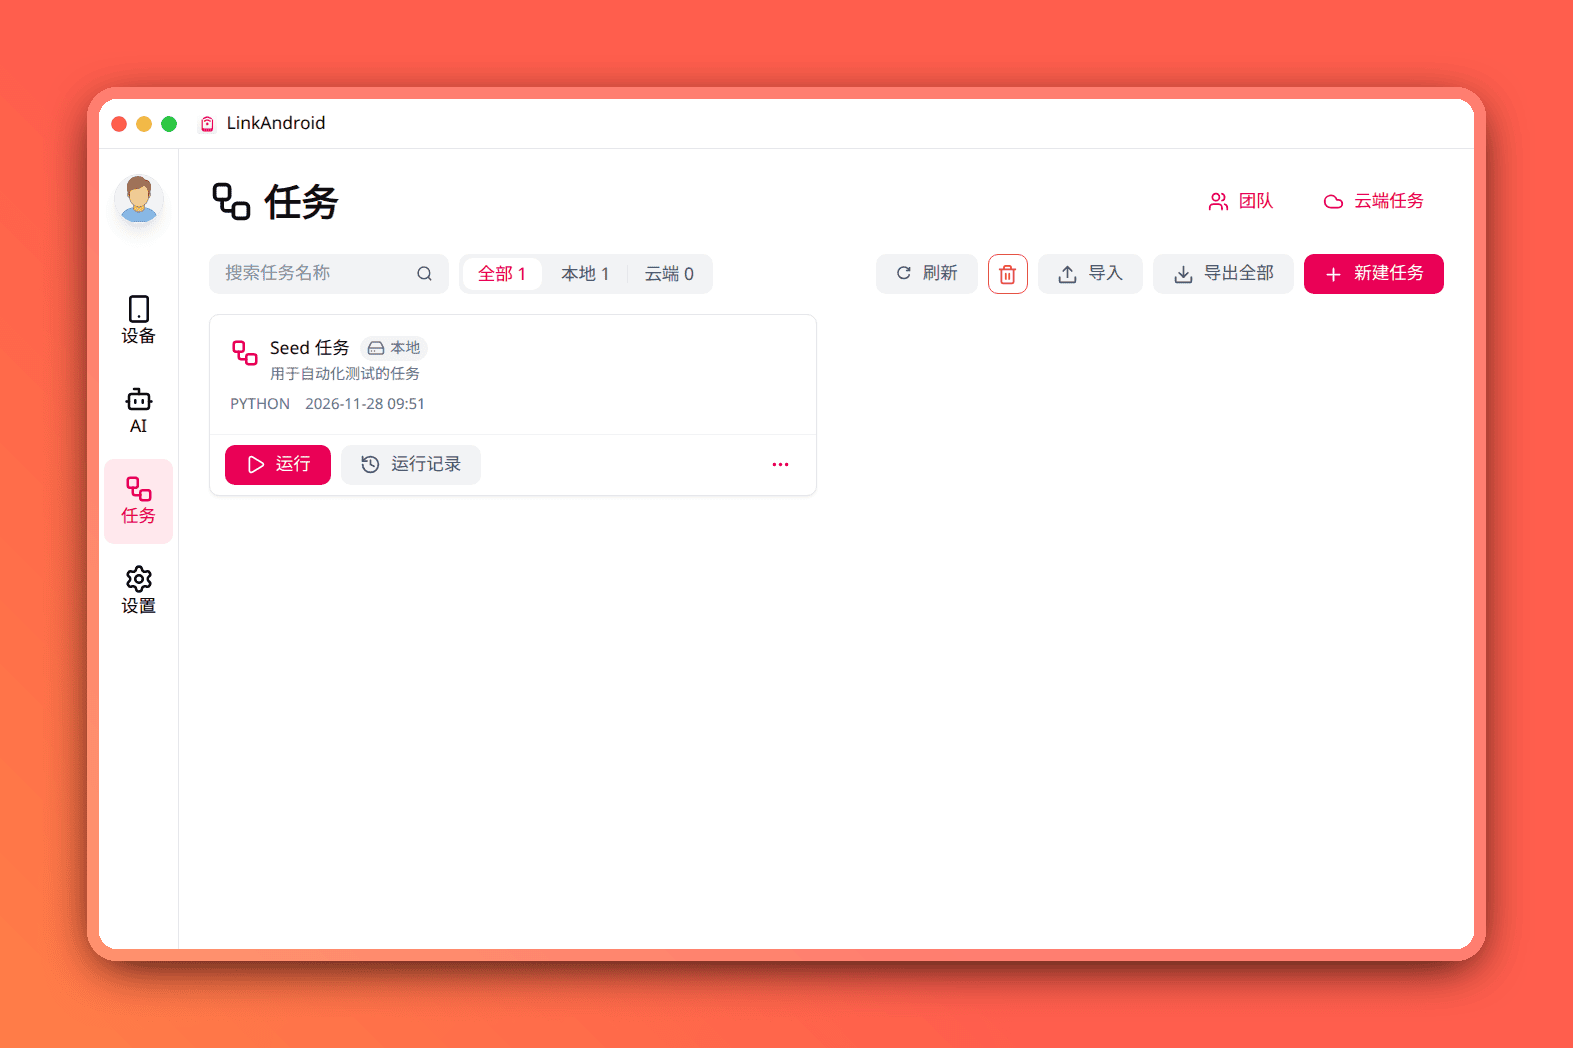 LinkAndroid
任务
团队
云端任务
搜索任务名称
全部 1
本地 1
云端 0
刷新
导入
导出全部
新建任务
设备
AI
任务
设置
Seed 任务
本地
用于自动化测试的任务
PYTHON 2026-11-28 09:51
运行
运行记录